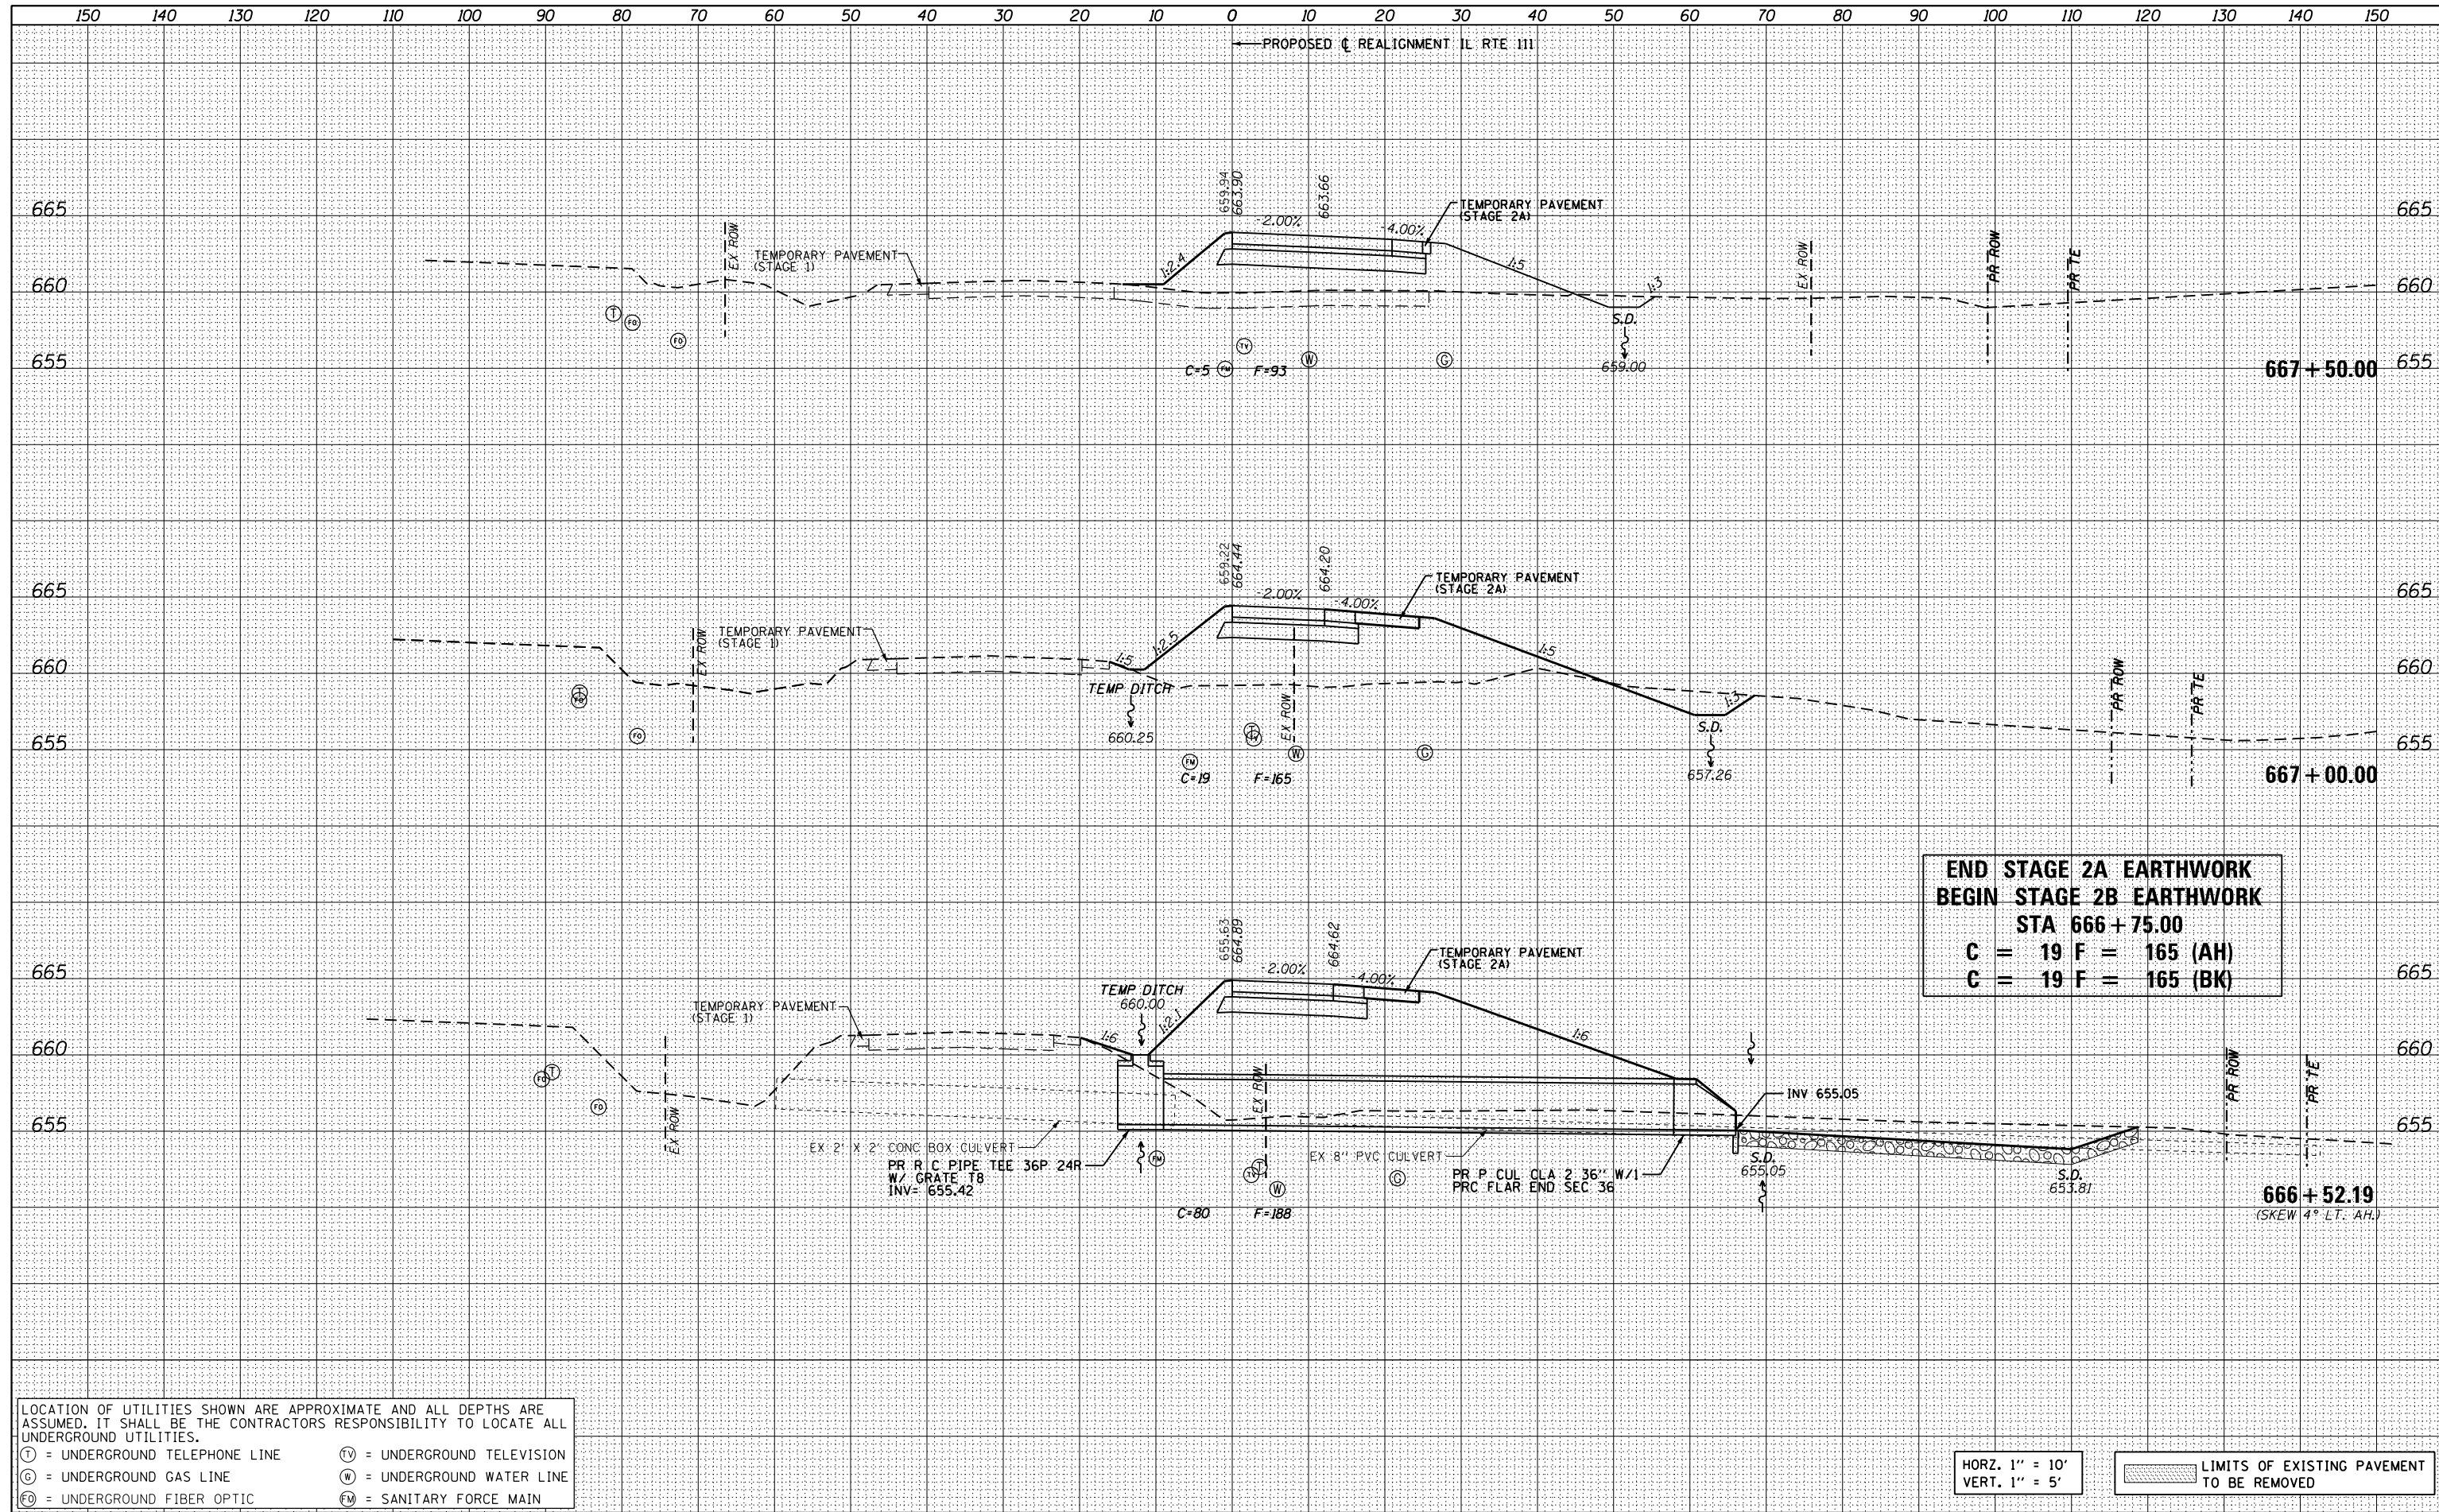 150 140 130 120 110 100 90 80 70 60 50 40 30 20 10 0 10 20 30 40 50 60 70 80 90 100 110 120 130 140 150
PROPOSED ℄ REALIGNMENT IL RTE 111
659.94
663.90
663.66
TEMPORARY PAVEMENT
(STAGE 2A)
665
665
-2.00%
-4.00%
EX ROW
TEMPORARY PAVEMENT
(STAGE 1)
1:2.4
1:5
1:3
EX ROW
PR ROW
PR TE
660
660
T
FO
FO
TV
W
G
S.D.
659.00
655
C=5
FM
F=93
667+50.00
655
659.22
664.44
664.20
TEMPORARY PAVEMENT
(STAGE 2A)
665
665
-2.00%
-4.00%
TEMPORARY PAVEMENT
(STAGE 1)
EX ROW
1:5
1:2.5
1:5
660
660
TEMP DITCH
660.25
EX ROW
1:3
S.D.
657.26
PR ROW
PR TE
T
FO
FO
T
TV
W
G
655
655
FM
C=19
F=165
667+00.00
END STAGE 2A EARTHWORK
BEGIN STAGE 2B EARTHWORK
STA 666+75.00
C = 19 F = 165 (AH)
C = 19 F = 165 (BK)
655.63
664.89
664.62
TEMPORARY PAVEMENT
(STAGE 2A)
665
665
-2.00%
-4.00%
TEMP DITCH
660.00
TEMPORARY PAVEMENT
(STAGE 1)
1:6
1:2.1
1:6
660
660
FO
T
FO
EX ROW
EX ROW
INV 655.05
PR ROW
PR TE
655
655
EX 2' X 2' CONC BOX CULVERT
PR R C PIPE TEE 36P 24R
W/ GRATE T8
INV= 655.42
FM
TV
T
W
G
EX 8" PVC CULVERT
PR P CUL CLA 2 36" W/1
PRC FLAR END SEC 36
S.D.
655.05
S.D.
653.81
C=80
F=188
666+52.19
(SKEW 4° LT. AH.)
LOCATION OF UTILITIES SHOWN ARE APPROXIMATE AND ALL DEPTHS ARE
ASSUMED. IT SHALL BE THE CONTRACTORS RESPONSIBILITY TO LOCATE ALL
UNDERGROUND UTILITIES.
T = UNDERGROUND TELEPHONE LINE
TV = UNDERGROUND TELEVISION
G = UNDERGROUND GAS LINE
W = UNDERGROUND WATER LINE
FO = UNDERGROUND FIBER OPTIC
FM = SANITARY FORCE MAIN
HORZ. 1" = 10'
VERT. 1" = 5'
LIMITS OF EXISTING PAVEMENT
TO BE REMOVED